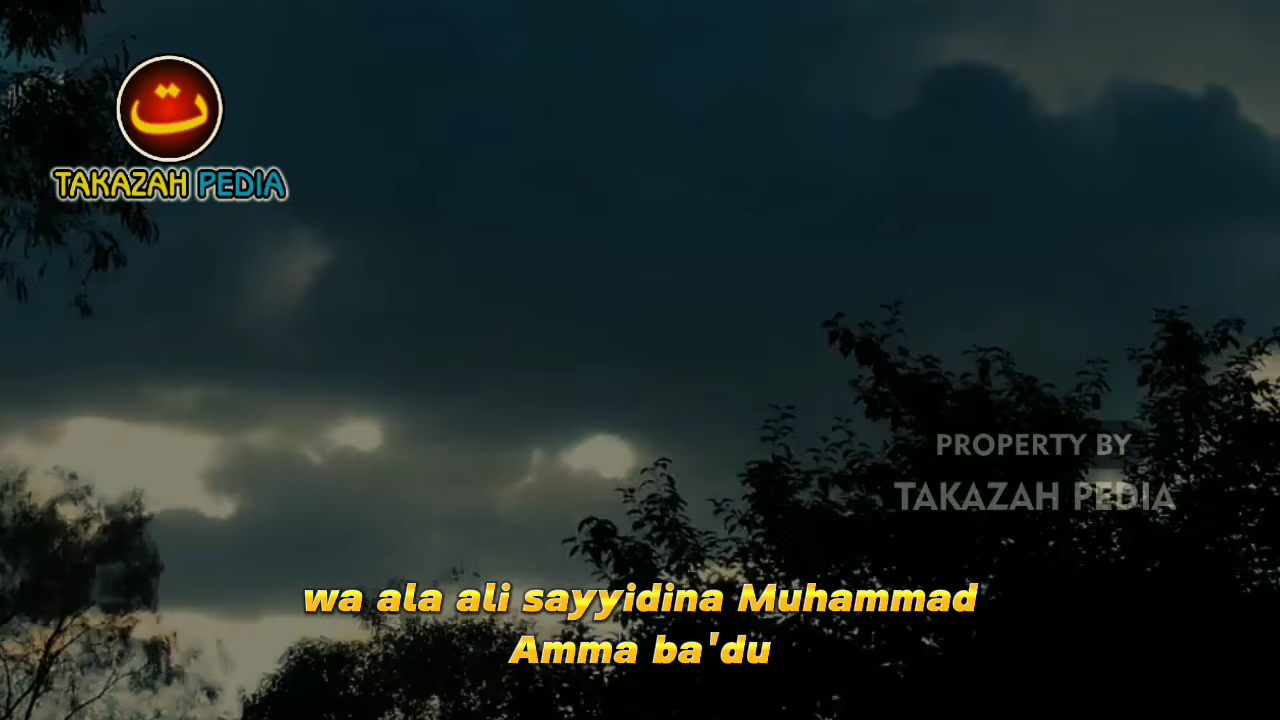 ت
TAKAZAH PEDIA
PROPERTY BY
TAKAZAH PEDIA
wa ala ali sayyidina Muhammad
Amma ba'du